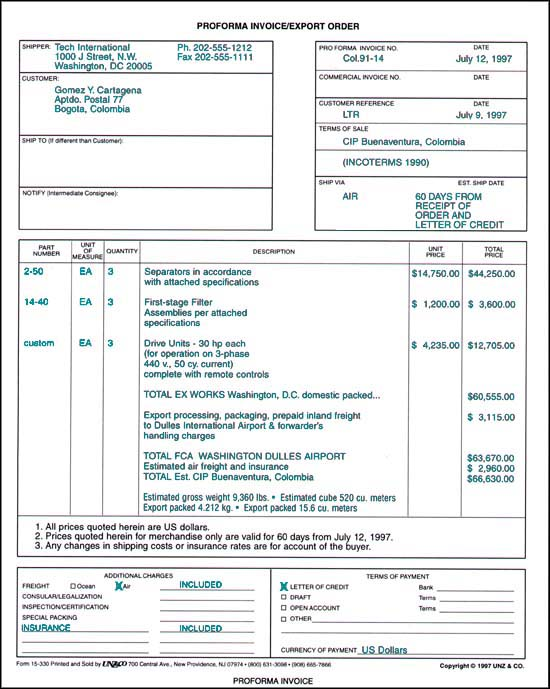 PROFORMA INVOICE/EXPORT ORDER
SHIPPER: Tech International Ph. 202-555-1212
1000 J Street, N.W. Fax 202-555-1111
Washington, DC 20005
CUSTOMER:
Gomez Y. Cartagena
Aptdo. Postal 77
Bogota, Colombia
SHIP TO (If different than Customer):
NOTIFY (Intermediate Consignee):
PRO FORMA INVOICE NO. DATE
Col.91-14 July 12, 1997
COMMERCIAL INVOICE NO. DATE
CUSTOMER REFERENCE DATE
LTR July 9, 1997
TERMS OF SALE
CIP Buenaventura, Colombia
(INCOTERMS 1990)
SHIP VIA EST. SHIP DATE
AIR 60 DAYS FROM
RECEIPT OF
ORDER AND
LETTER OF CREDIT
PART NUMBER UNIT OF MEASURE QUANTITY DESCRIPTION UNIT PRICE TOTAL PRICE
2-50 EA 3 Separators in accordance $14,750.00 $44,250.00
with attached specifications
14-40 EA 3 First-stage Filter $ 1,200.00 $ 3,600.00
Assemblies per attached
specifications
custom EA 3 Drive Units - 30 hp each $ 4,235.00 $12,705.00
(for operation on 3-phase
440 v., 50 cy. current)
complete with remote controls
TOTAL EX WORKS Washington, D.C. domestic packed... $60,555.00
Export processing, packaging, prepaid inland freight $ 3,115.00
to Dulles International Airport & forwarder's
handling charges
TOTAL FCA WASHINGTON DULLES AIRPORT $63,670.00
Estimated air freight and insurance $ 2,960.00
TOTAL Est. CIP Buenaventura, Colombia $66,630.00
Estimated gross weight 9,360 lbs. • Estimated cube 520 cu. meters
Export packed 4.212 kg. • Export packed 15.6 cu. meters
1. All prices quoted herein are US dollars.
2. Prices quoted herein for merchandise only are valid for 60 days from July 12, 1997.
3. Any changes in shipping costs or insurance rates are for account of the buyer.
ADDITIONAL CHARGES
FREIGHT Ocean X Air INCLUDED
CONSULAR/LEGALIZATION
INSPECTION/CERTIFICATION
SPECIAL PACKING
INSURANCE INCLUDED
TERMS OF PAYMENT
X LETTER OF CREDIT Bank
DRAFT Terms
OPEN ACCOUNT Terms
OTHER
CURRENCY OF PAYMENT US Dollars
Form 15-330 Printed and Sold by UNZ&CO 700 Central Ave., New Providence, NJ 07974 • (800) 631-3098 • (908) 665-7866
Copyright © 1997 UNZ & CO.
PROFORMA INVOICE